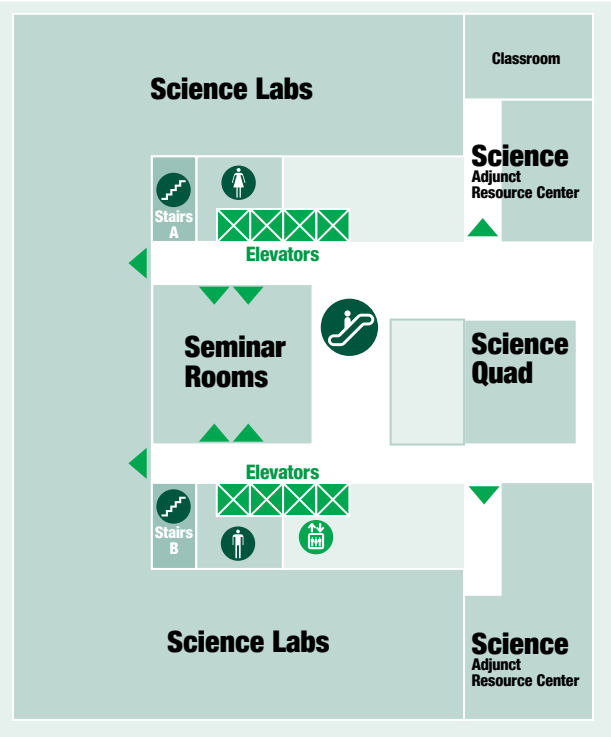 Classroom
Science Labs
Science
Adjunct
Resource Center
Stairs
A
Elevators
Seminar
Rooms
Science
Quad
Elevators
Stairs
B
Science Labs
Science
Adjunct
Resource Center